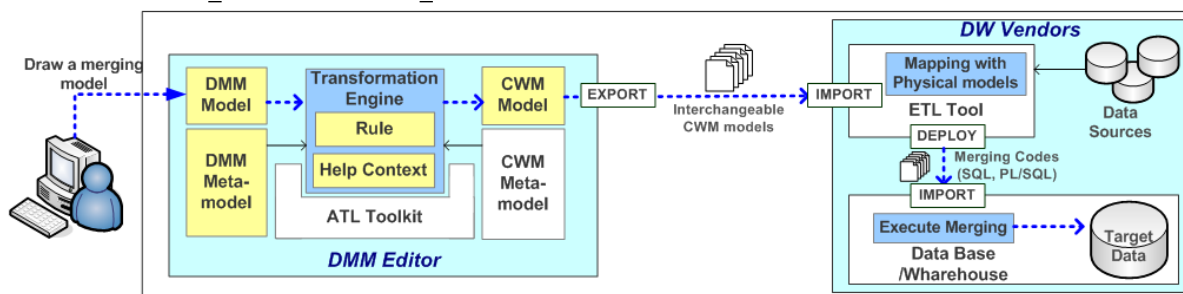 Draw a merging
model
DMM
Model
Transformation
Engine
Rule
Help Context
CWM
Model
DMM
Meta-
model
CWM
Meta-
model
ATL Toolkit
DMM Editor
EXPORT
Interchangeable
CWM models
DW Vendors
IMPORT
Mapping with
Physical models
ETL Tool
Data
Sources
DEPLOY
Merging Codes
(SQL, PL/SQL)
IMPORT
Execute Merging
Data Base
/Wharehouse
Target
Data